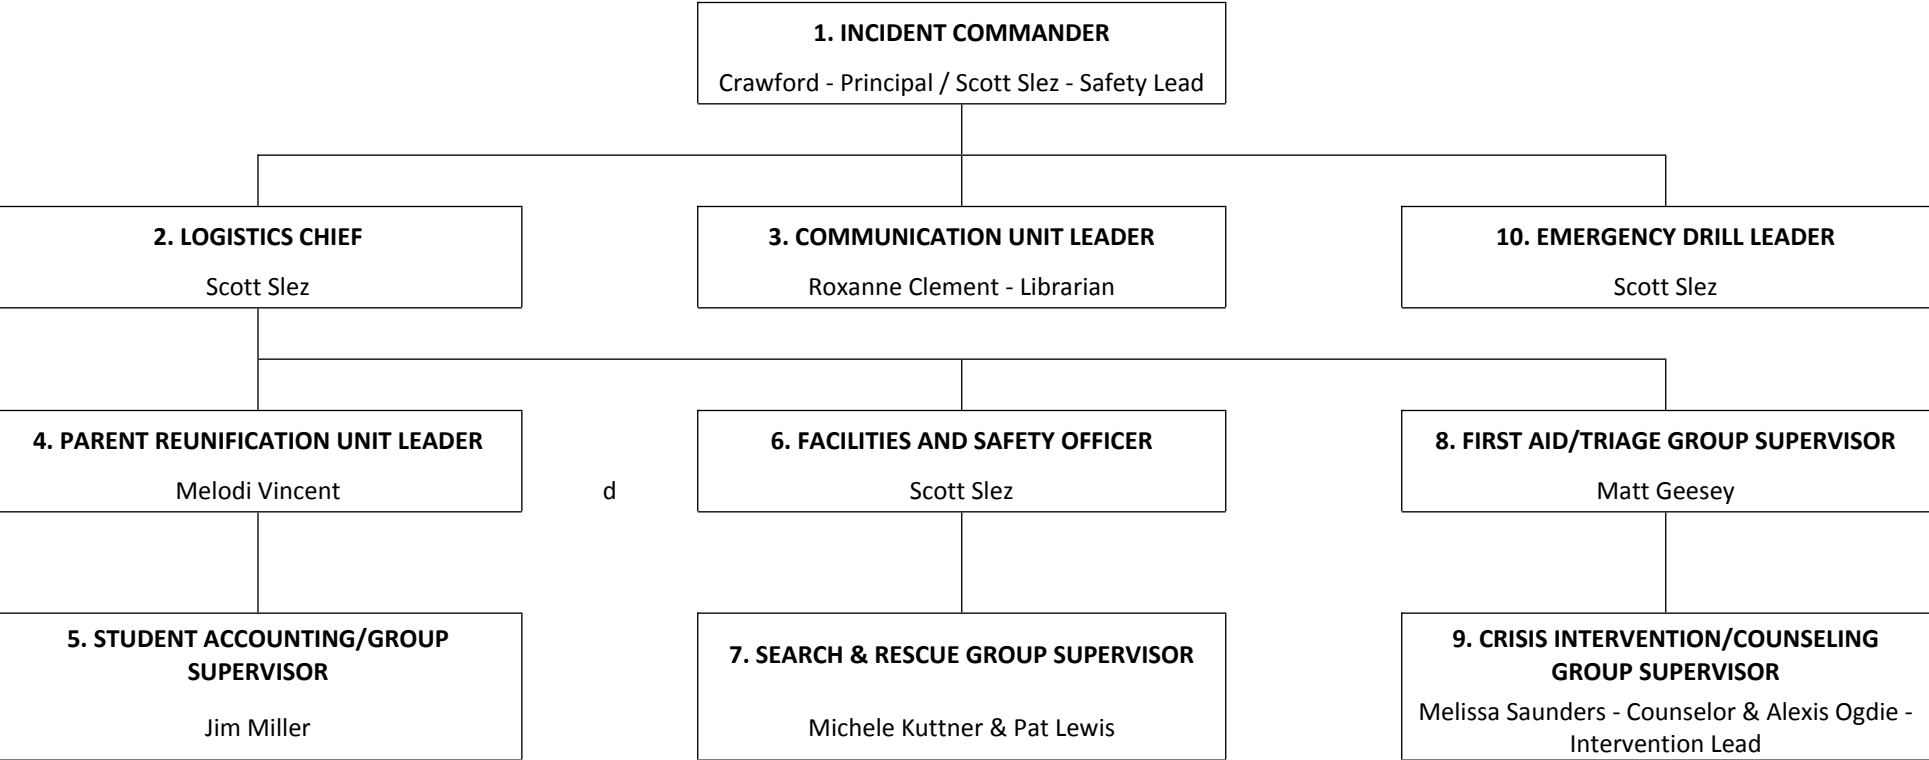 1. INCIDENT COMMANDER
Crawford - Principal / Scott Slez - Safety Lead
2. LOGISTICS CHIEF
Scott Slez
3. COMMUNICATION UNIT LEADER
Roxanne Clement - Librarian
10. EMERGENCY DRILL LEADER
Scott Slez
4. PARENT REUNIFICATION UNIT LEADER
Melodi Vincent
d
6. FACILITIES AND SAFETY OFFICER
Scott Slez
8. FIRST AID/TRIAGE GROUP SUPERVISOR
Matt Geesey
5. STUDENT ACCOUNTING/GROUP
SUPERVISOR
Jim Miller
7. SEARCH & RESCUE GROUP SUPERVISOR
Michele Kuttner & Pat Lewis
9. CRISIS INTERVENTION/COUNSELING
GROUP SUPERVISOR
Melissa Saunders - Counselor & Alexis Ogdie -
Intervention Lead